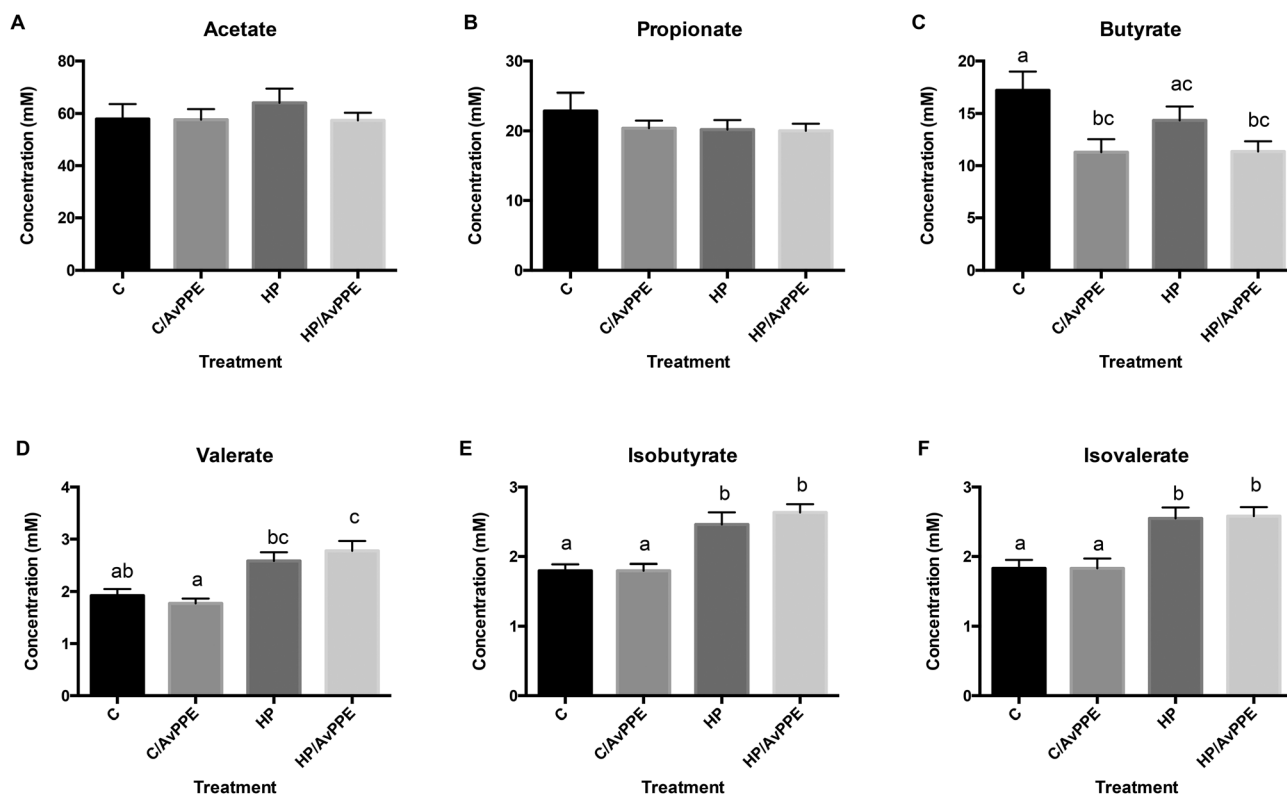 A
Acetate
Concentration (mM)
80
60
40
20
0
C
C/AvPPE
HP
HP/AvPPE
Treatment
B
Propionate
Concentration (mM)
30
20
10
0
C
C/AvPPE
HP
HP/AvPPE
Treatment
C
Butyrate
Concentration (mM)
20
15
10
5
0
a
bc
ac
bc
C
C/AvPPE
HP
HP/AvPPE
Treatment
D
Valerate
Concentration (mM)
4
3
2
1
0
ab
a
bc
c
C
C/AvPPE
HP
HP/AvPPE
Treatment
E
Isobutyrate
Concentration (mM)
3
2
1
0
a
a
b
b
C
C/AvPPE
HP
HP/AvPPE
Treatment
F
Isovalerate
Concentration (mM)
3
2
1
0
a
a
b
b
C
C/AvPPE
HP
HP/AvPPE
Treatment